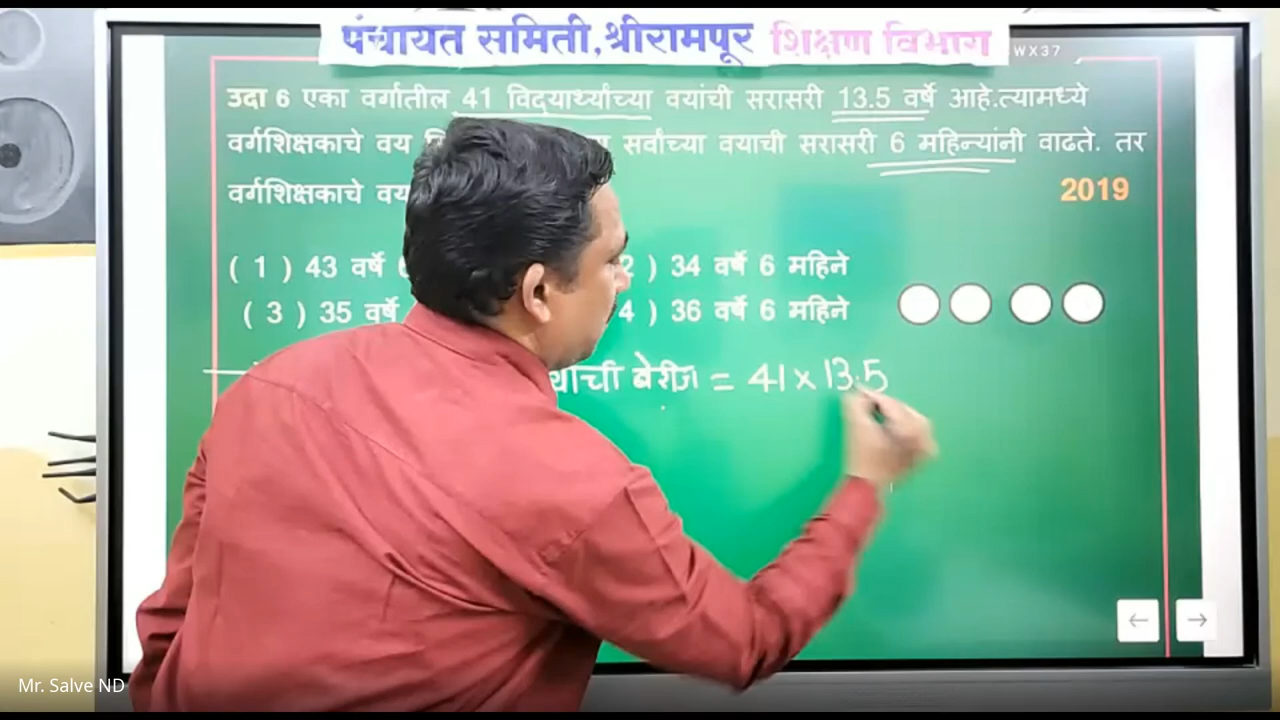 पंचायत समिती,श्रीरामपूर शिक्षण विभाग
WX37
उदा 6 एका वर्गातील 41 विद्यार्थ्यांच्या वयांची सरासरी 13.5 वर्षे आहे.त्यामध्ये
वर्गशिक्षकाचे वय सर्वांच्या वयाची सरासरी 6 महिन्यांनी वाढते. तर
वर्गशिक्षकाचे वय
2019
( 1 ) 43 वर्षे 2 ) 34 वर्षे 6 महिने
( 3 ) 35 वर्षे 4 ) 36 वर्षे 6 महिने
बेरीज = 41 x 13.5
← →
Mr. Salve ND